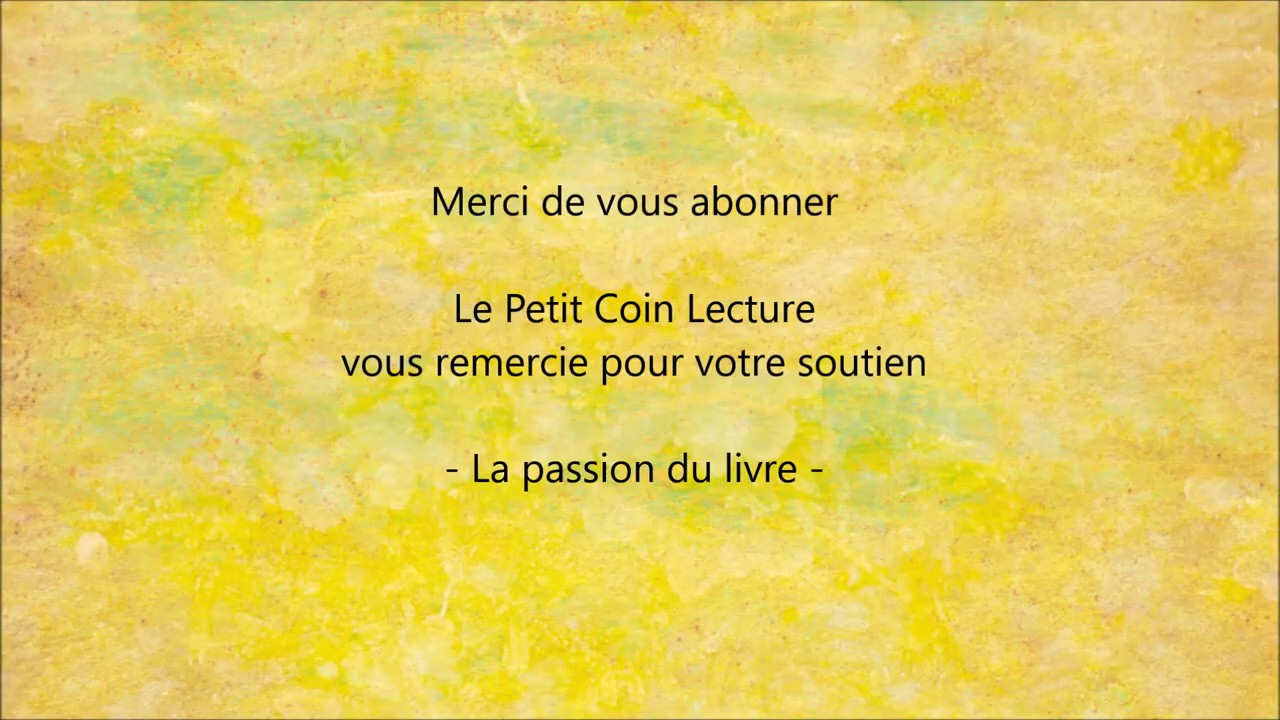 Merci de vous abonner
Le Petit Coin Lecture
vous remercie pour votre soutien
- La passion du livre -